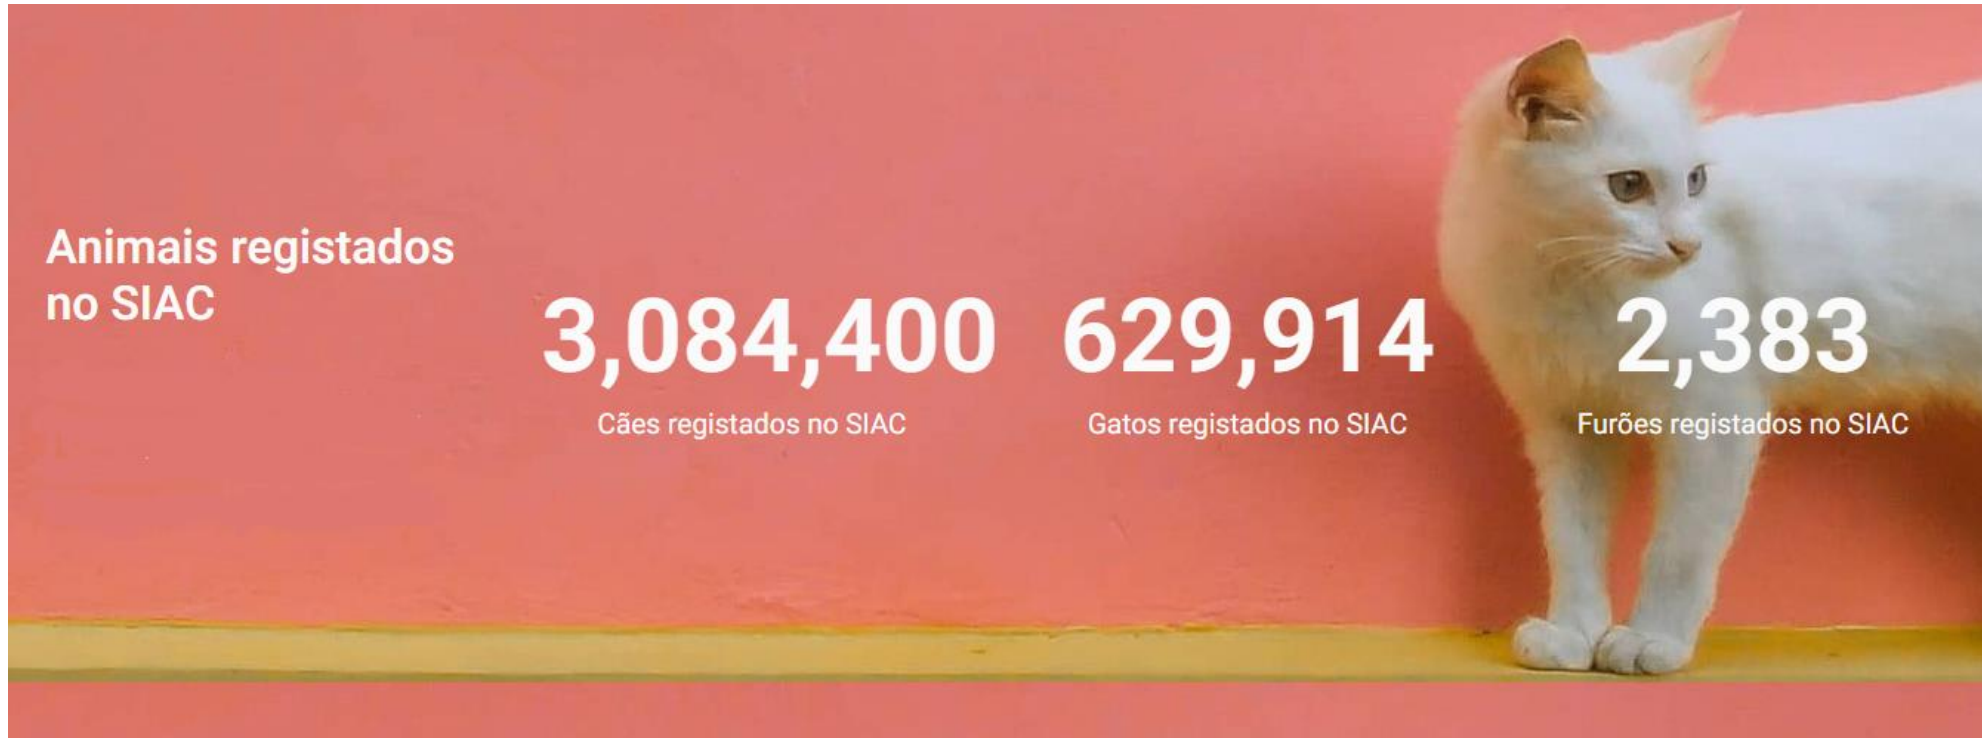 Animais registados
no SIAC
3,084,400
Cães registados no SIAC
629,914
Gatos registados no SIAC
2,383
Furões registados no SIAC